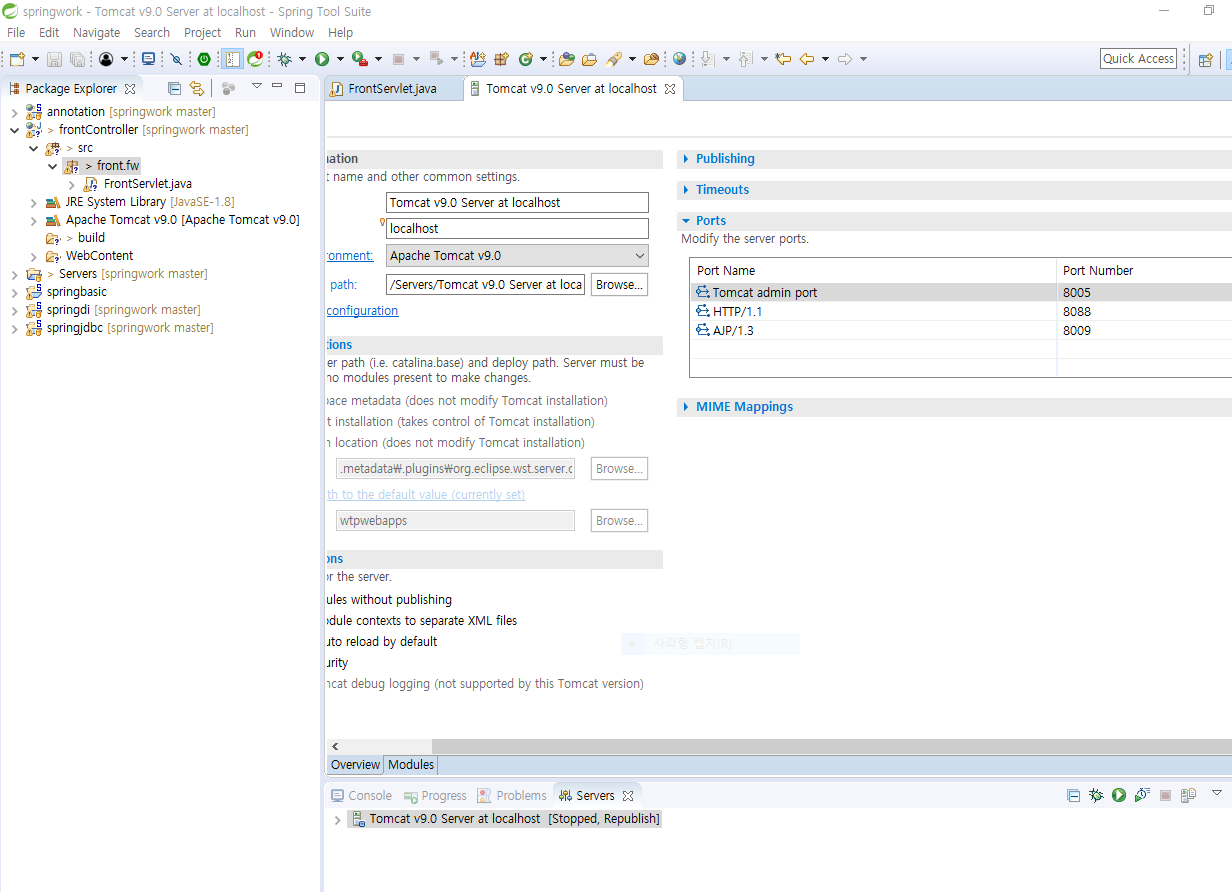 springwork - Tomcat v9.0 Server at localhost - Spring Tool Suite
File Edit Navigate Search Project Run Window Help
Quick Access
Package Explorer
annotation [springwork master]
> frontController [springwork master]
> src
> front.fw
FrontServlet.java
JRE System Library [JavaSE-1.8]
Apache Tomcat v9.0 [Apache Tomcat v9.0]
> build
WebContent
> Servers [springwork master]
springbasic
springdi [springwork master]
springjdbc [springwork master]
FrontServlet.java
Tomcat v9.0 Server at localhost
nation
t name and other common settings.
Tomcat v9.0 Server at localhost
localhost
ronment: Apache Tomcat v9.0
path: /Servers/Tomcat v9.0 Server at loca Browse...
configuration
tions
er path (i.e. catalina.base) and deploy path. Server must be
no modules present to make changes.
pace metadata (does not modify Tomcat installation)
t installation (takes control of Tomcat installation)
n location (does not modify Tomcat installation)
.metadata₩.plugins₩org.eclipse.wst.server.c Browse...
th to the default value (currently set)
wtpwebapps Browse...
ons
or the server.
ules without publishing
odule contexts to separate XML files
uto reload by default
urity
ncat debug logging (not supported by this Tomcat version)
Publishing
Timeouts
Ports
Modify the server ports.
Port Name Port Number
Tomcat admin port 8005
HTTP/1.1 8088
AJP/1.3 8009
MIME Mappings
사각형 캡처(R)
Overview Modules
Console Progress Problems Servers
Tomcat v9.0 Server at localhost [Stopped, Republish]